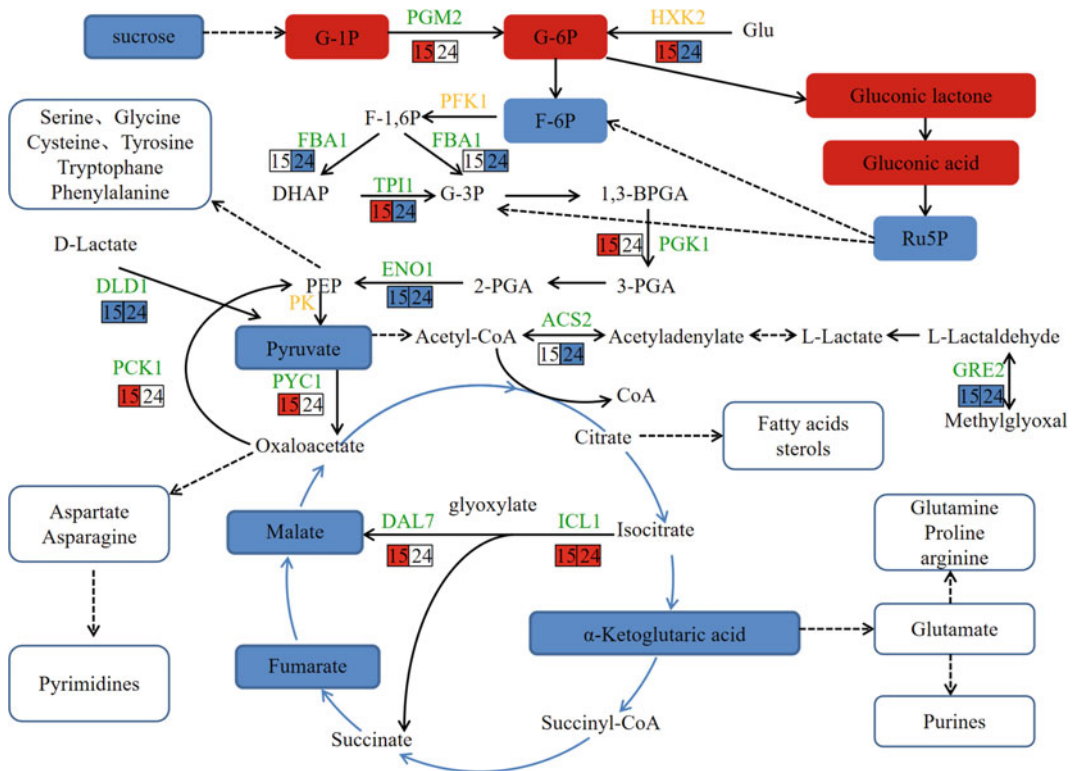 PGM2
HXK2
sucrose
G-1P
G-6P
Glu
15 24
15 24
Gluconic lactone
PFK1
Serine、Glycine
Cysteine、Tyrosine
Tryptophane
Phenylalanine
F-1,6P
F-6P
FBA1
FBA1
15 24
15 24
Gluconic acid
DHAP
TPI1
G-3P
1,3-BPGA
15 24
Ru5P
D-Lactate
15 24
PGK1
DLD1
PEP
ENO1
2-PGA
3-PGA
15 24
PK
15 24
Pyruvate
Acetyl-CoA
ACS2
Acetyladenylate
L-Lactate
L-Lactaldehyde
15 24
PCK1
PYC1
GRE2
15 24
15 24
15 24
CoA
Methylglyoxal
Oxaloacetate
Citrate
Fatty acids
sterols
Aspartate
Asparagine
Malate
DAL7
glyoxylate
ICL1
Isocitrate
15 24
15 24
Glutamine
Proline
arginine
α-Ketoglutaric acid
Glutamate
Pyrimidines
Fumarate
Succinyl-CoA
Purines
Succinate